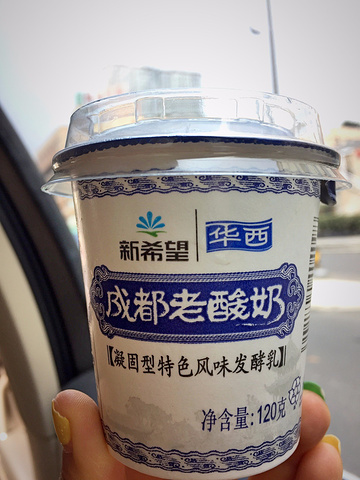 新希望 华西
成都老酸奶
【凝固型特色风味发酵乳】
净含量:120克